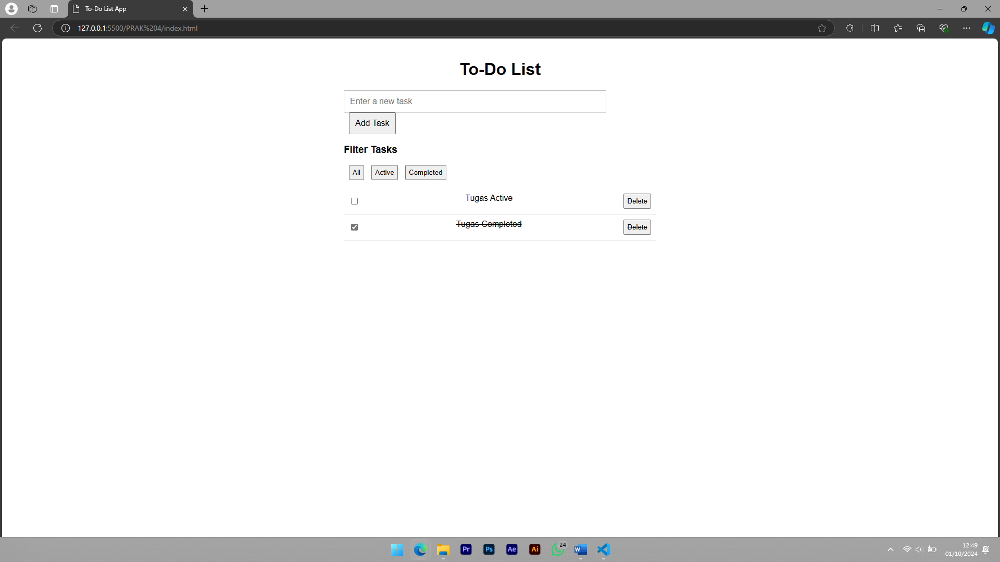 To-Do List App
127.0.0.1:5500/PRAK%204/index.html
To-Do List
Enter a new task
Add Task
Filter Tasks
All Active Completed
Tugas Active Delete
Tugas Completed Delete
Pr Ps Ae Ai 24 W
12:49
01/10/2024